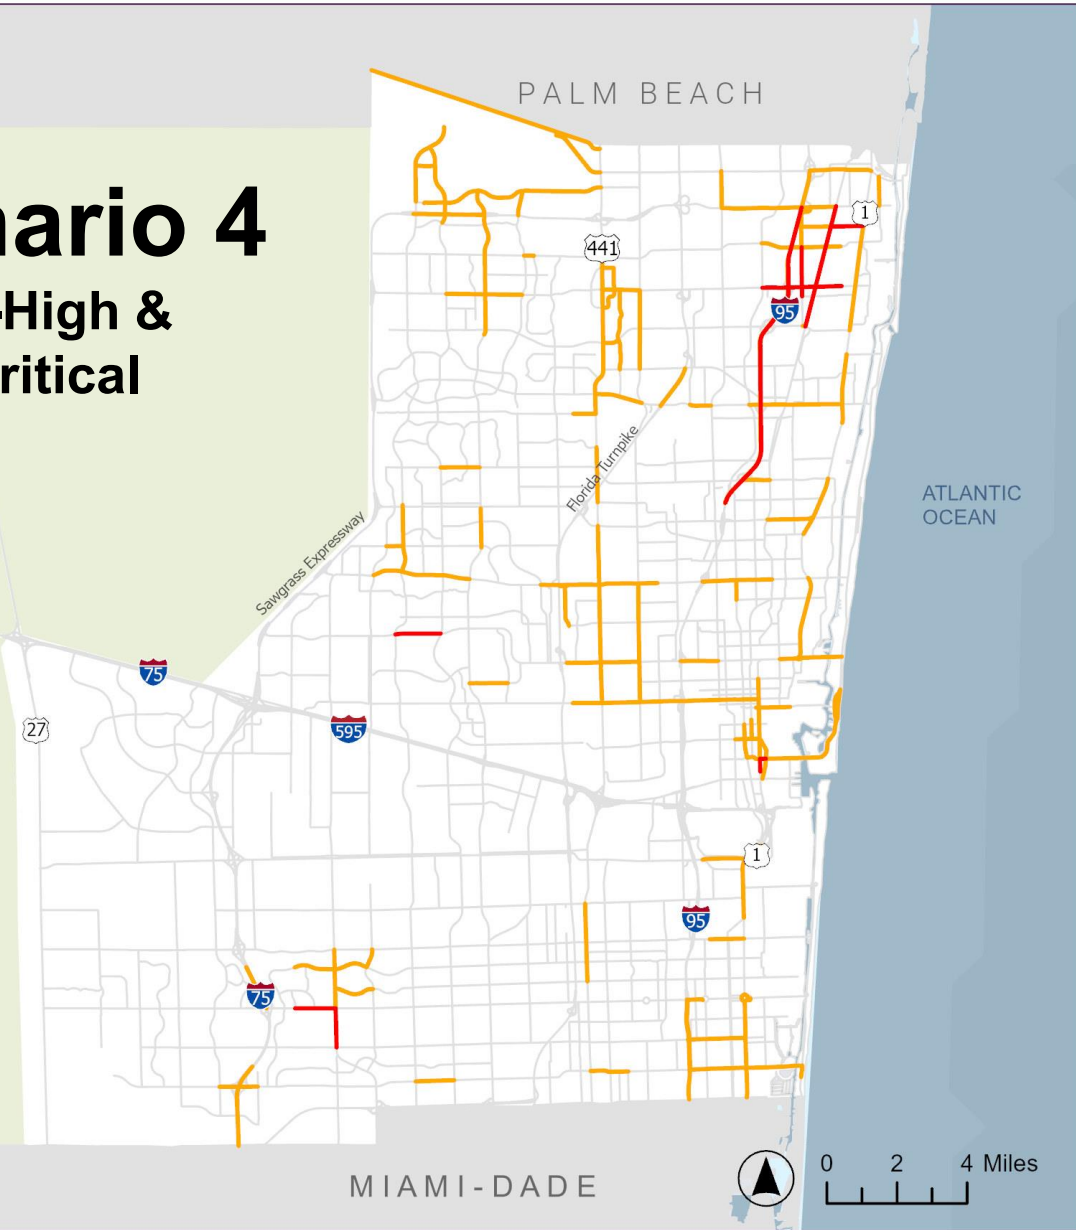 PALM BEACH
nario 4
-High &
ritical
1
441
95
Florida Turnpike
ATLANTIC
OCEAN
Sawgrass Expressway
75
27
595
1
95
75
MIAMI-DADE
0 2 4 Miles